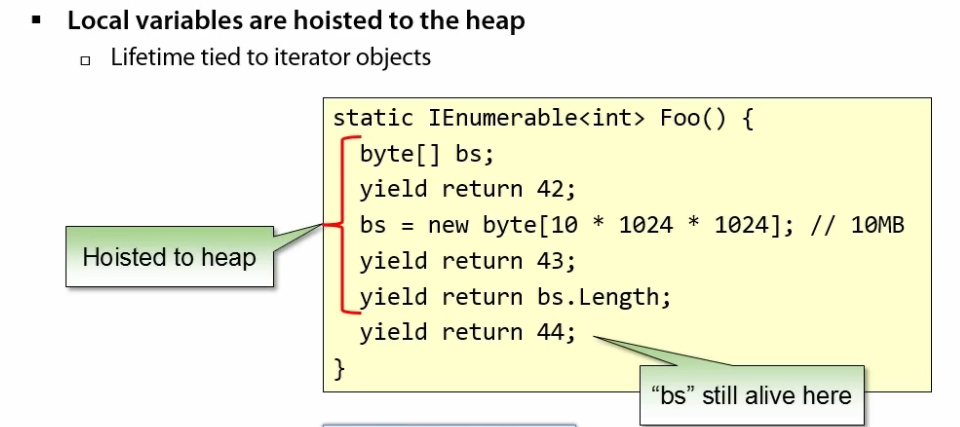 Local variables are hoisted to the heap
Lifetime tied to iterator objects
static IEnumerable<int> Foo() {
byte[] bs;
yield return 42;
bs = new byte[10 * 1024 * 1024]; // 10MB
Hoisted to heap
yield return 43;
yield return bs.Length;
yield return 44;
}
“bs” still alive here